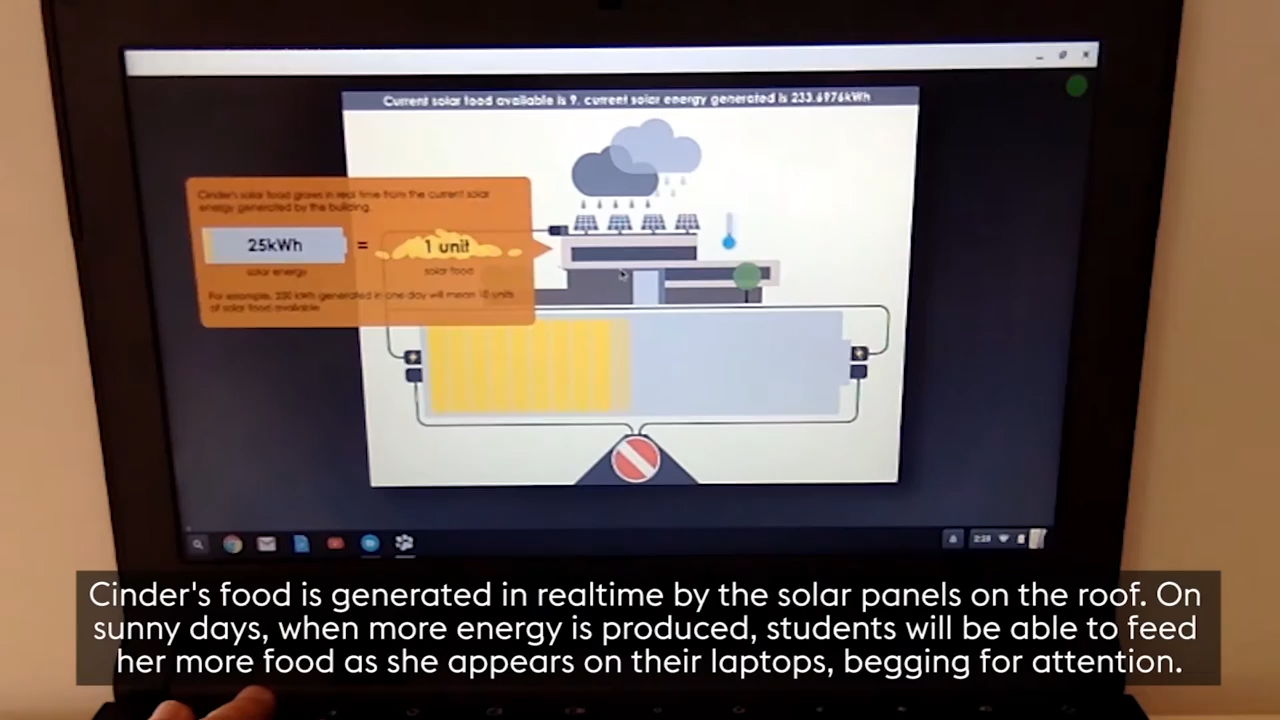 Current solar food available is 9, current solar energy generated is 233.6976kWh
Cinder's solar food grows in real time from the current solar
energy generated by the building.
25kWh = 1 unit
solar energy solar food
For example, 250 kWh generated in one day will mean 10 units
of solar food available
2:28
Cinder's food is generated in realtime by the solar panels on the roof. On
sunny days, when more energy is produced, students will be able to feed
her more food as she appears on their laptops, begging for attention.